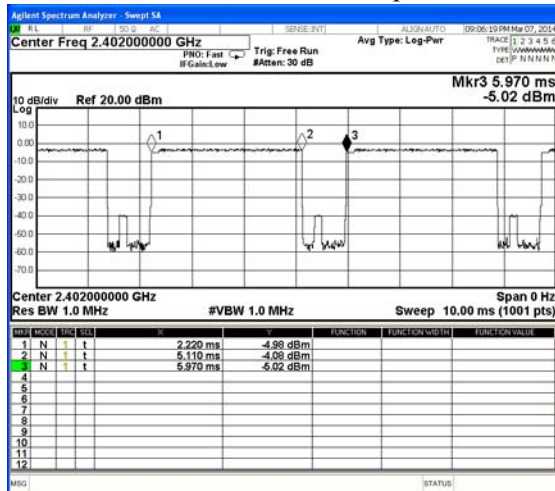 Agilent Spectrum Analyzer - Swept SA
RL RF 50 Ω AC SENSE:INT ALIGNAUTO 09:06:19 PM Mar 07, 2014
Center Freq 2.402000000 GHz Avg Type: Log-Pwr TRACE 1 2 3 4 5 6
PNO: Fast Trig: Free Run TYPE
IFGain:Low #Atten: 30 dB DET P N N N N
Mkr3 5.970 ms
10 dB/div Ref 20.00 dBm -5.02 dBm
Log
10.0
0.00
-10.0
-20.0
-30.0
-40.0
-50.0
-60.0
-70.0
1
2
3
Center 2.402000000 GHz Span 0 Hz
Res BW 1.0 MHz #VBW 1.0 MHz Sweep 10.00 ms (1001 pts)
MKR MODE TRC SCL X Y FUNCTION FUNCTION WIDTH FUNCTION VALUE
1 N 1 t 2.220 ms -4.98 dBm
2 N 1 t 5.110 ms -4.08 dBm
3 N 1 t 5.970 ms -5.02 dBm
4
5
6
7
8
9
10
11
12
MSG STATUS